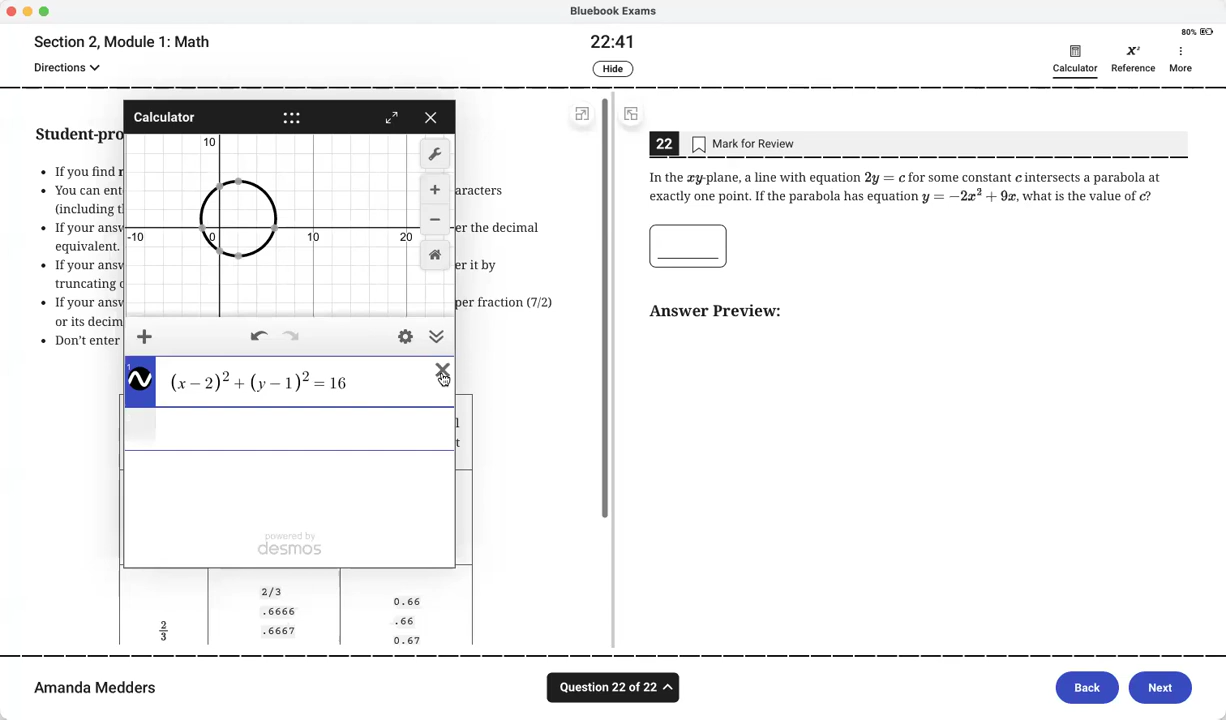 Bluebook Exams
80%
Section 2, Module 1: Math
22:41
Directions
Hide
Calculator
Reference
More
Student-pro
If you find
You can ent
aracters
(including t
If your answ
er the decimal
equivalent.
If your answ
er it by
truncating
If your answ
per fraction (7/2)
or its decim
Don't enter
Calculator
10
-10
0
10
20
1
(x − 2)² + (y − 1)² = 16
powered by
desmos
1
t
2/3
.6666
.6667
2/3
0.66
.66
0.67
22
Mark for Review
In the xy-plane, a line with equation 2y = c for some constant c intersects a parabola at
exactly one point. If the parabola has equation y = −2x² + 9x, what is the value of c?
Answer Preview:
Amanda Medders
Question 22 of 22
Back
Next